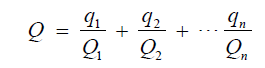 Q = q₁/Q₁ + q₂/Q₂ + ⋯ qₙ/Qₙ